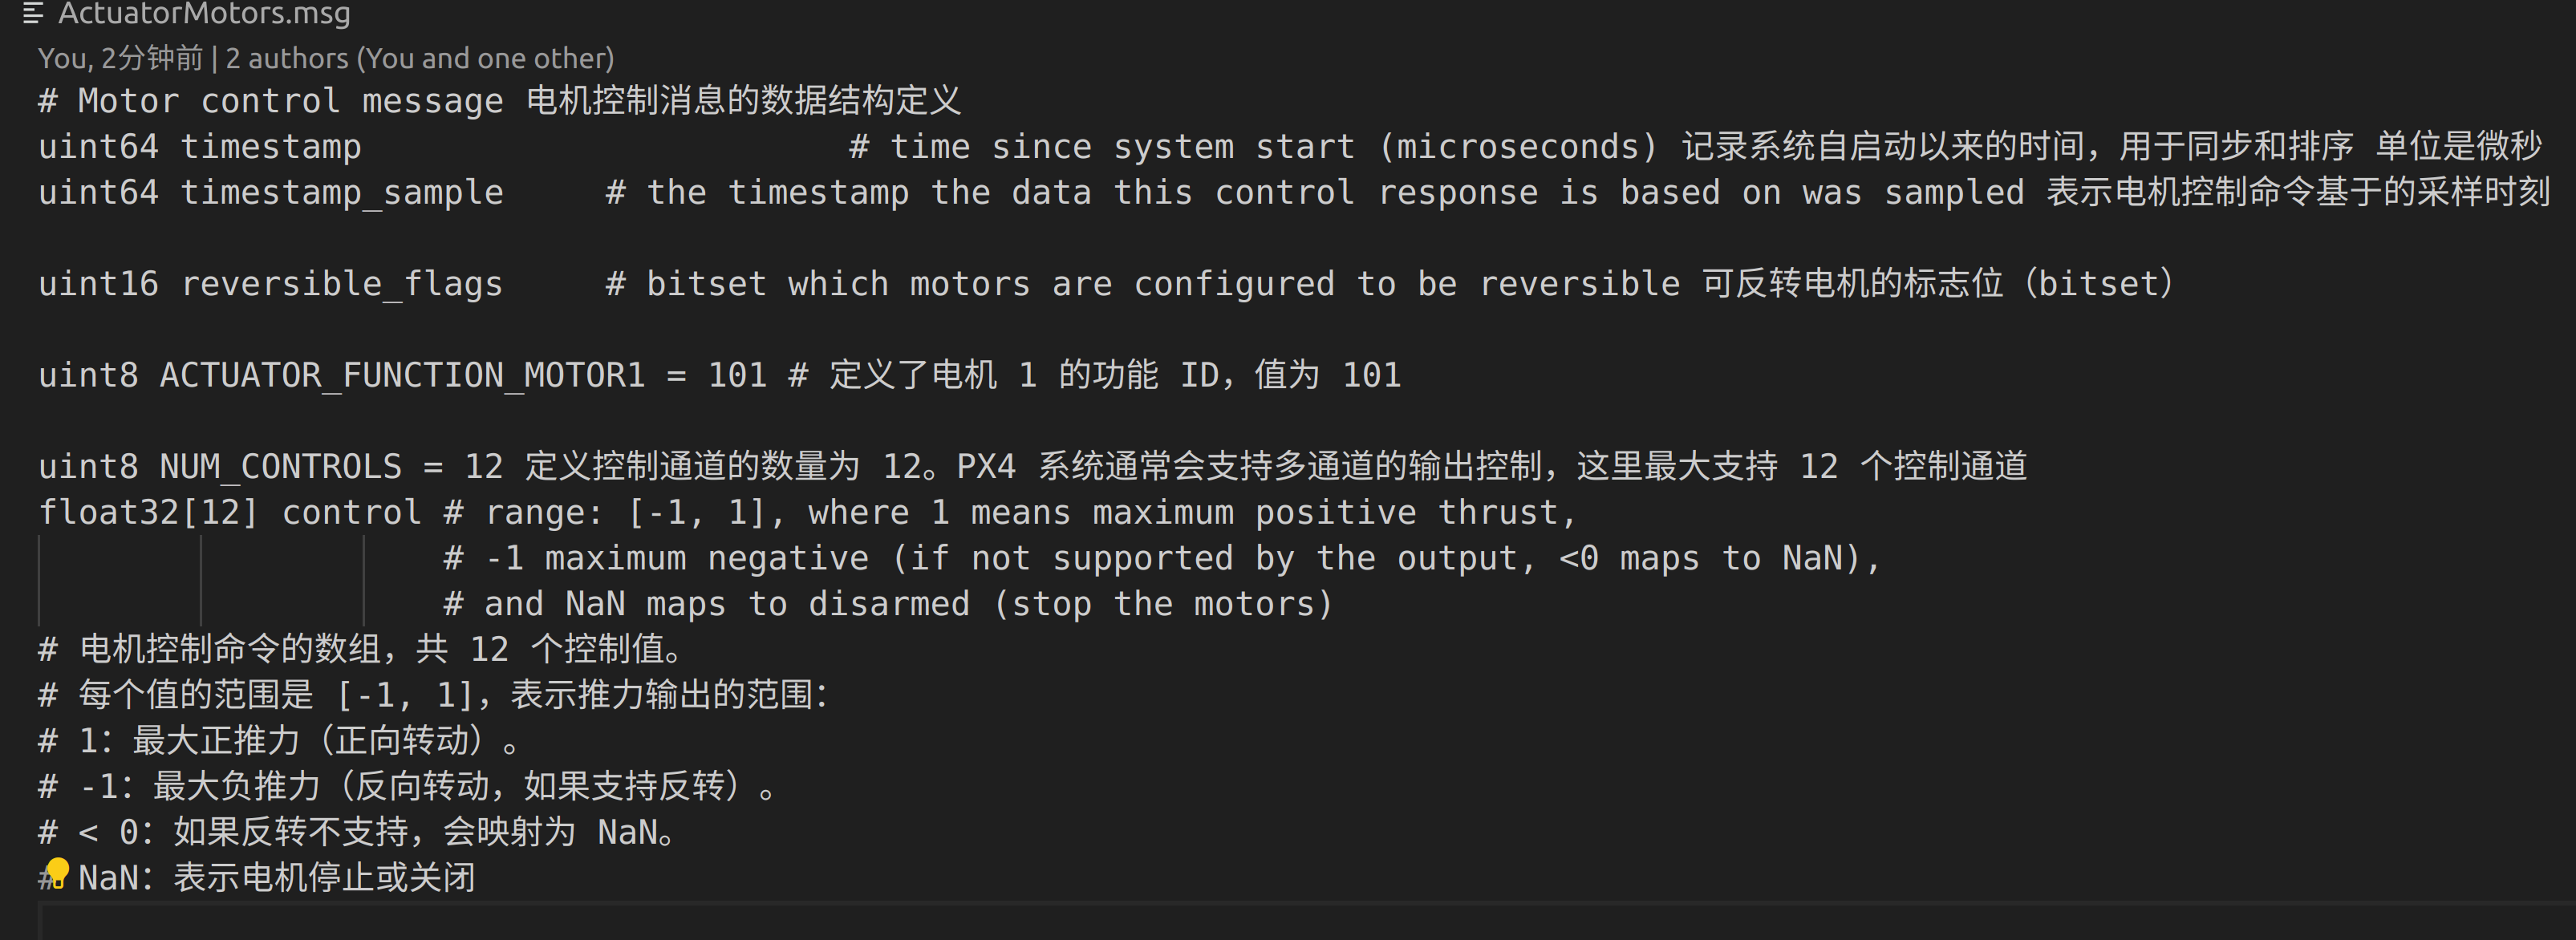 ActuatorMotors.msg
You, 2分钟前 | 2 authors (You and one other)
# Motor control message 电机控制消息的数据结构定义
uint64 timestamp # time since system start (microseconds) 记录系统自启动以来的时间，用于同步和排序 单位是微秒
uint64 timestamp_sample # the timestamp the data this control response is based on was sampled 表示电机控制命令基于的采样时刻
uint16 reversible_flags # bitset which motors are configured to be reversible 可反转电机的标志位（bitset）
uint8 ACTUATOR_FUNCTION_MOTOR1 = 101 # 定义了电机 1 的功能 ID，值为 101
uint8 NUM_CONTROLS = 12 定义控制通道的数量为 12。PX4 系统通常会支持多通道的输出控制，这里最大支持 12 个控制通道
float32[12] control # range: [-1, 1], where 1 means maximum positive thrust,
# -1 maximum negative (if not supported by the output, <0 maps to NaN),
# and NaN maps to disarmed (stop the motors)
# 电机控制命令的数组，共 12 个控制值。
# 每个值的范围是 [-1, 1]，表示推力输出的范围：
# 1：最大正推力（正向转动）。
# -1：最大负推力（反向转动，如果支持反转）。
# < 0：如果反转不支持，会映射为 NaN。
# NaN：表示电机停止或关闭